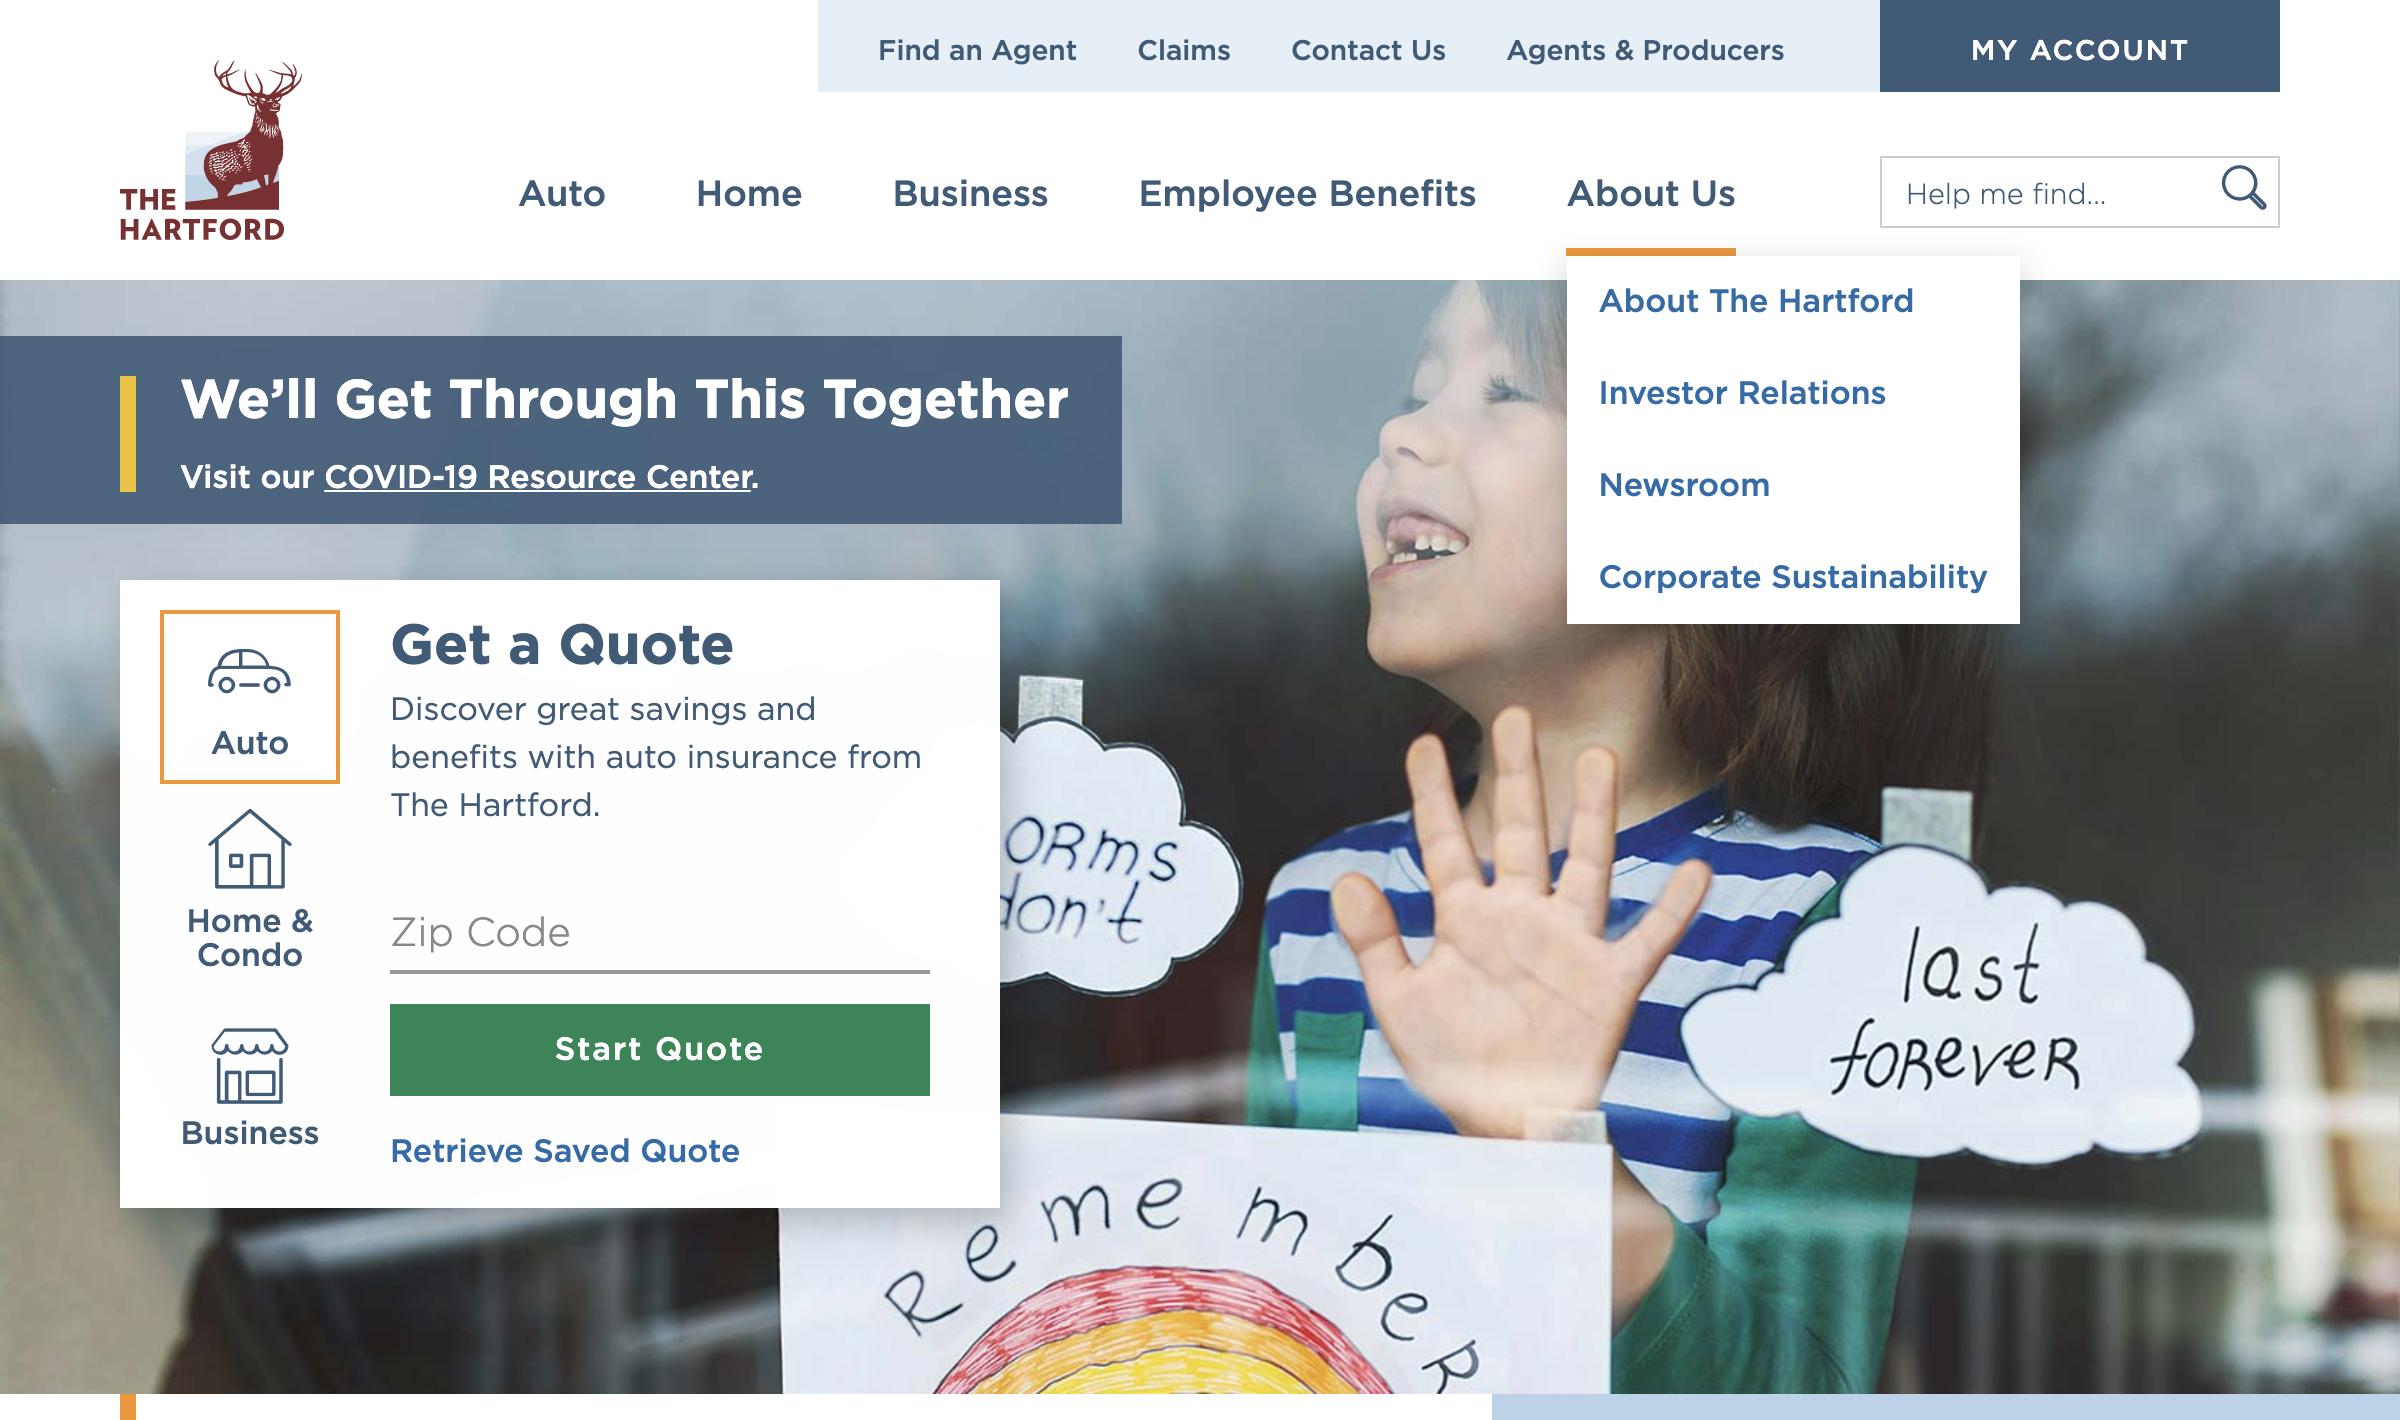 Find an Agent
Claims
Contact Us
Agents & Producers
MY ACCOUNT
THE
HARTFORD
Auto
Home
Business
Employee Benefits
About Us
Help me find...
About The Hartford
Investor Relations
Newsroom
Corporate Sustainability
We'll Get Through This Together
Visit our COVID-19 Resource Center.
Auto
Home &
Condo
Business
Get a Quote
Discover great savings and
benefits with auto insurance from
The Hartford.
Zip Code
Start Quote
Retrieve Saved Quote
ORms
don't
last
foRever
RemembeR